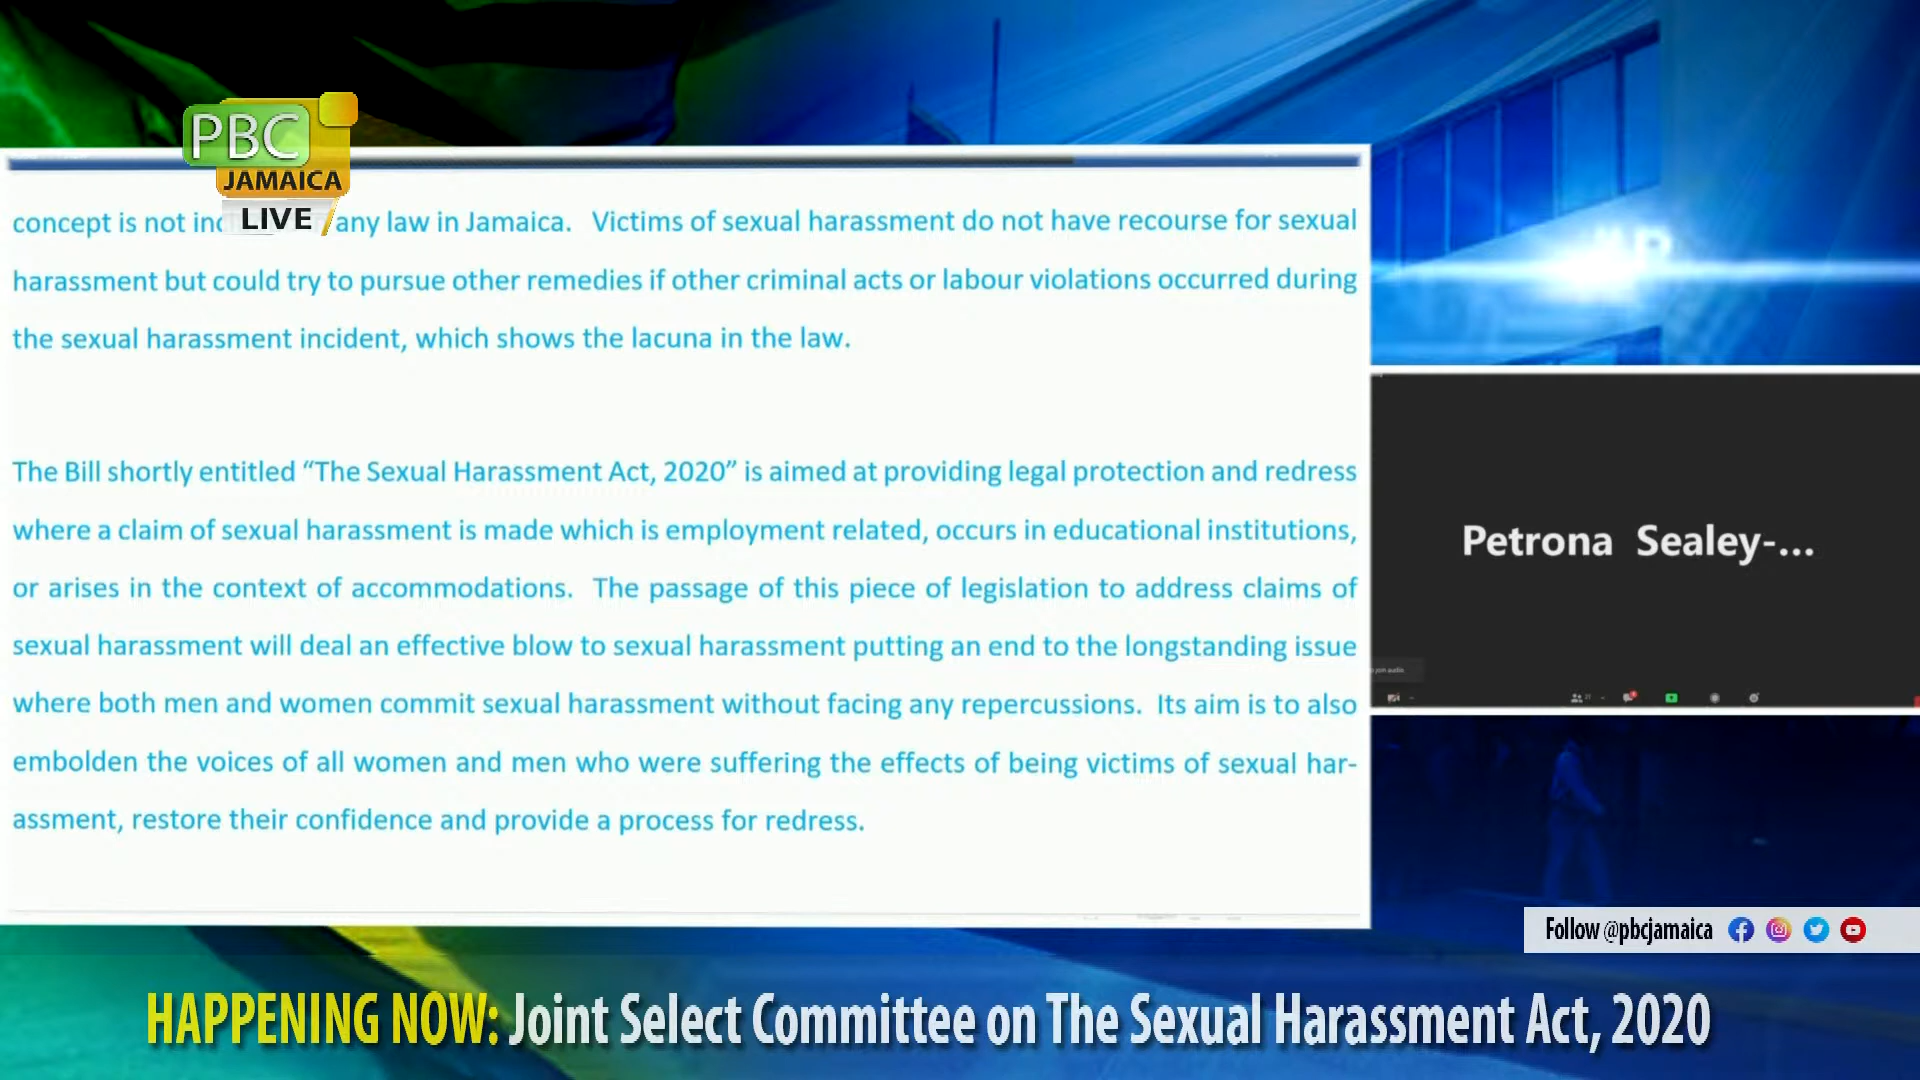 PBC
JAMAICA
LIVE
concept is not inc any law in Jamaica. Victims of sexual harassment do not have recourse for sexual
harassment but could try to pursue other remedies if other criminal acts or labour violations occurred during
the sexual harassment incident, which shows the lacuna in the law.
The Bill shortly entitled “The Sexual Harassment Act, 2020” is aimed at providing legal protection and redress
where a claim of sexual harassment is made which is employment related, occurs in educational institutions,
or arises in the context of accommodations. The passage of this piece of legislation to address claims of
sexual harassment will deal an effective blow to sexual harassment putting an end to the longstanding issue
where both men and women commit sexual harassment without facing any repercussions. Its aim is to also
embolden the voices of all women and men who were suffering the effects of being victims of sexual har-
assment, restore their confidence and provide a process for redress.
Petrona Sealey-...
Follow @pbcjamaica
HAPPENING NOW: Joint Select Committee on The Sexual Harassment Act, 2020